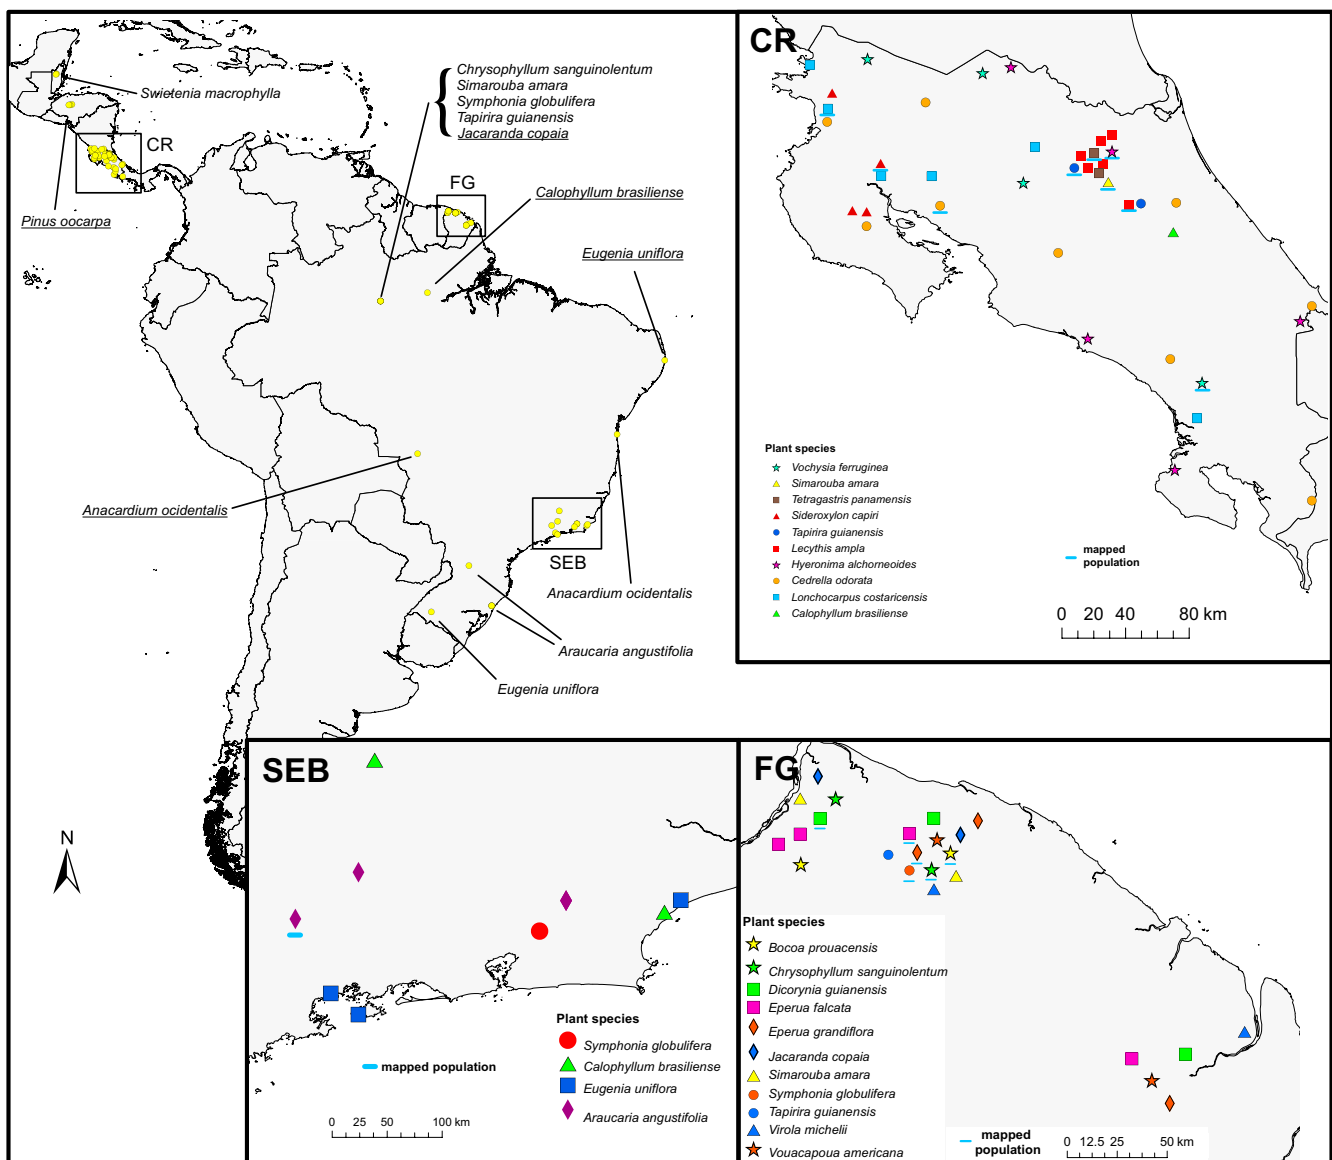 Chrysophyllum sanguinolentum
Simarouba amara
Symphonia globulifera
Tapirira guianensis
Jacaranda copaia
Swietenia macrophylla
CR
FG
Calophyllum brasiliense
Pinus oocarpa
Eugenia uniflora
Anacardium ocidentalis
SEB
Anacardium ocidentalis
Araucaria angustifolia
Eugenia uniflora
N
CR
Plant species
Vochysia ferruginea
Simarouba amara
Tetragastris panamensis
Sideroxylon capiri
Tapirira guianensis
Lecythis ampla
Hyeronima alchorneoides
Cedrella odorata
Lonchocarpus costaricensis
Calophyllum brasiliense
mapped
population
0 20 40 80 km
SEB
Plant species
Symphonia globulifera
Calophyllum brasiliense
Eugenia uniflora
Araucaria angustifolia
mapped population
0 25 50 100 km
FG
Plant species
Bocoa prouacensis
Chrysophyllum sanguinolentum
Dicorynia guianensis
Eperua falcata
Eperua grandiflora
Jacaranda copaia
Simarouba amara
Symphonia globulifera
Tapirira guianensis
Virola michelii
Vouacapoua americana
mapped
population
0 12.5 25 50 km